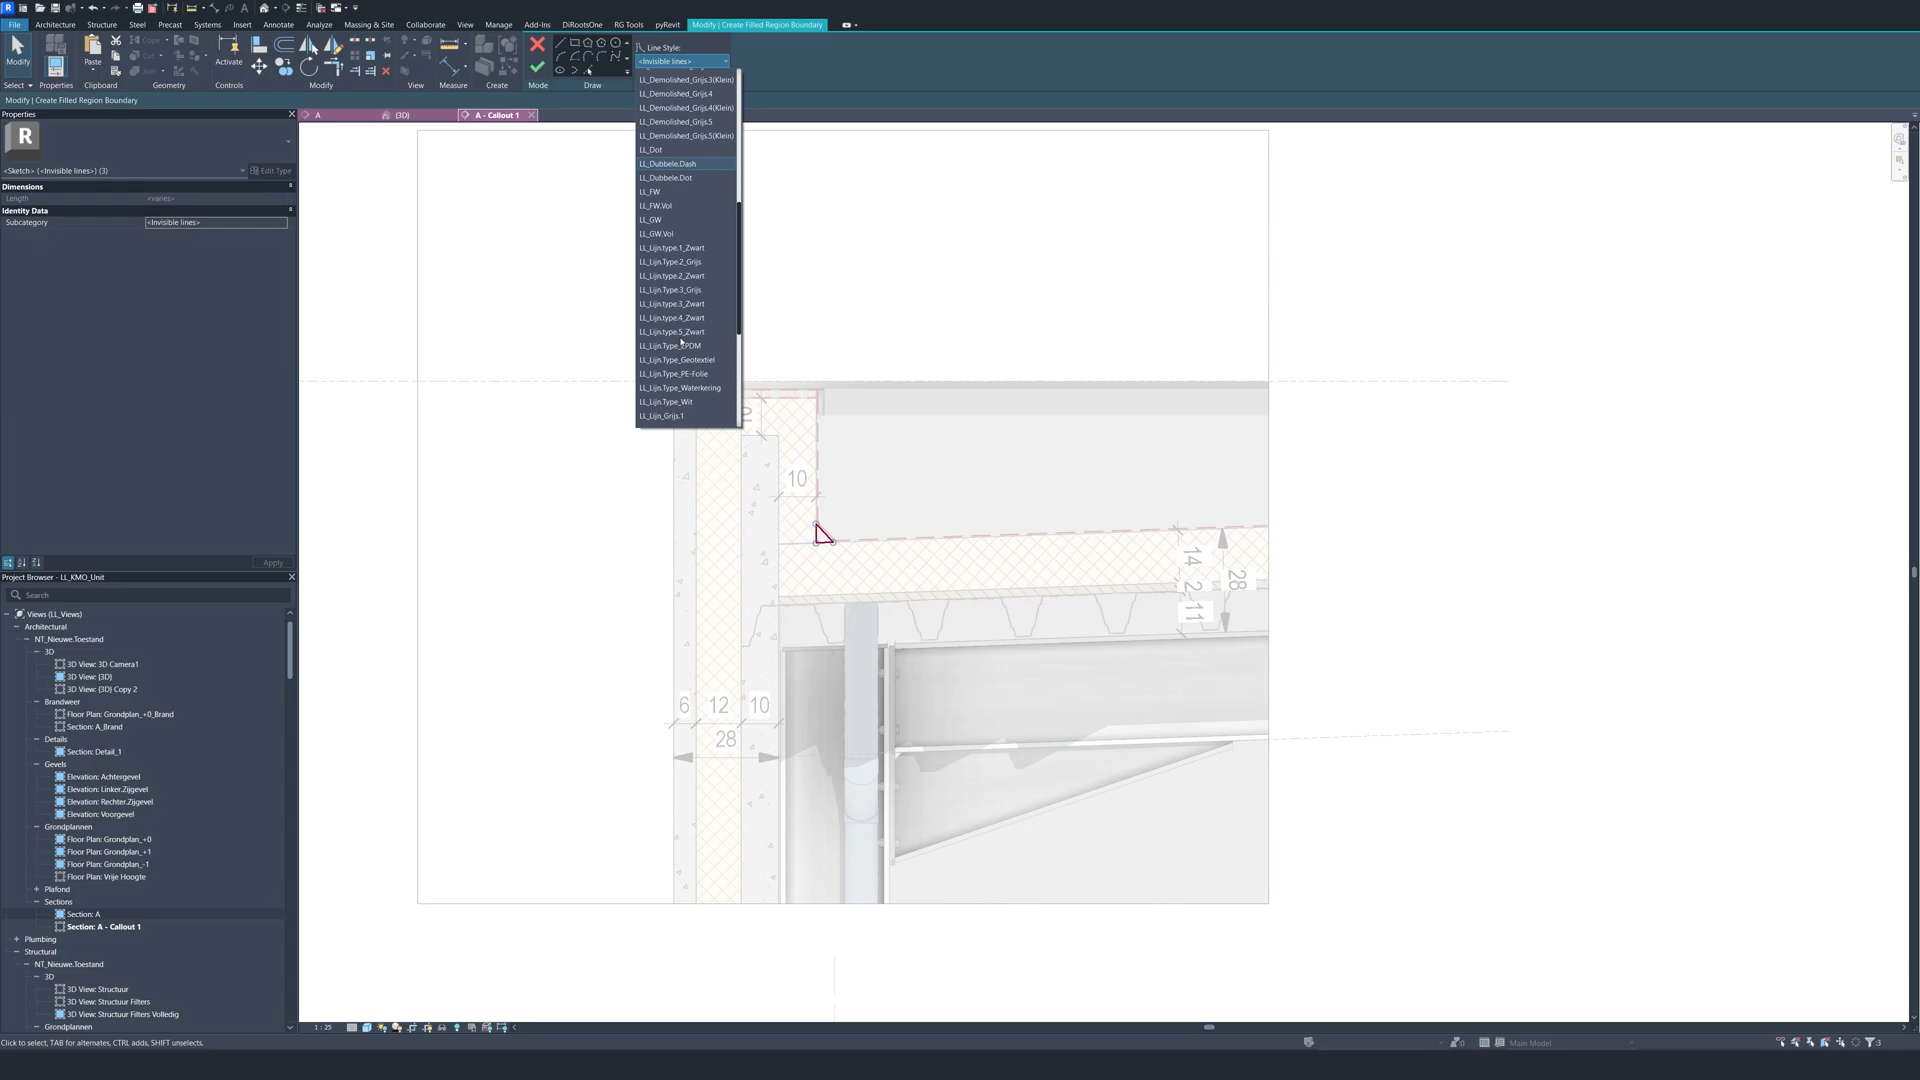 File Architecture Structure Steel Precast Systems Insert Annotate Analyze Massing & Site Collaborate View Manage Add-Ins DiRootsOne RG Tools pyRevit Modify | Create Filled Region Boundary
Modify Paste Cope Cut Join Activate
Line Style:
<Invisible lines>
Select Properties Clipboard Geometry Controls Modify View Measure Create Mode Draw
Modify | Create Filled Region Boundary
Properties
A
{3D}
A - Callout 1
R
<Sketch> (<Invisible lines>) (3)
Edit Type
Dimensions
Length <varies>
Identity Data
Subcategory <Invisible lines>
Apply
LL_Demolished_Grijs.3(Klein)
LL_Demolished_Grijs.4
LL_Demolished_Grijs.4(Klein)
LL_Demolished_Grijs.5
LL_Demolished_Grijs.5(Klein)
LL_Dot
LL_Dubbele.Dash
LL_Dubbele.Dot
LL_FW
LL_FW.Vol
LL_GW
LL_GW.Vol
LL_Lijn.type.1_Zwart
LL_Lijn.Type.2_Grijs
LL_Lijn.type.2_Zwart
LL_Lijn.Type.3_Grijs
LL_Lijn.type.3_Zwart
LL_Lijn.type.4_Zwart
LL_Lijn.type.5_Zwart
LL_Lijn.Type_EPDM
LL_Lijn.Type_Geotextiel
LL_Lijn.Type_PE-Folie
LL_Lijn.Type_Waterkering
LL_Lijn.Type_Wit
LL_Lijn_Grijs.1
10
14
28
2
11
6 12 10
28
Project Browser - LL_KMO_Unit
Search
Views (LL_Views)
Architectural
NT_Nieuwe.Toestand
3D
3D View: 3D Camera1
3D View: {3D}
3D View: {3D} Copy 2
Brandweer
Floor Plan: Grondplan_+0_Brand
Section: A_Brand
Details
Section: Detail_1
Gevels
Elevation: Achtergevel
Elevation: Linker.Zijgevel
Elevation: Rechter.Zijgevel
Elevation: Voorgevel
Grondplannen
Floor Plan: Grondplan_+0
Floor Plan: Grondplan_+1
Floor Plan: Grondplan_-1
Floor Plan: Vrije Hoogte
Plafond
Sections
Section: A
Section: A - Callout 1
Plumbing
Structural
NT_Nieuwe.Toestand
3D
3D View: Structuur
3D View: Structuur Filters
3D View: Structuur Filters Volledig
Grondplannen
1 : 25
Click to select, TAB for alternates, CTRL adds, SHIFT unselects.
:0
Main Model
:3